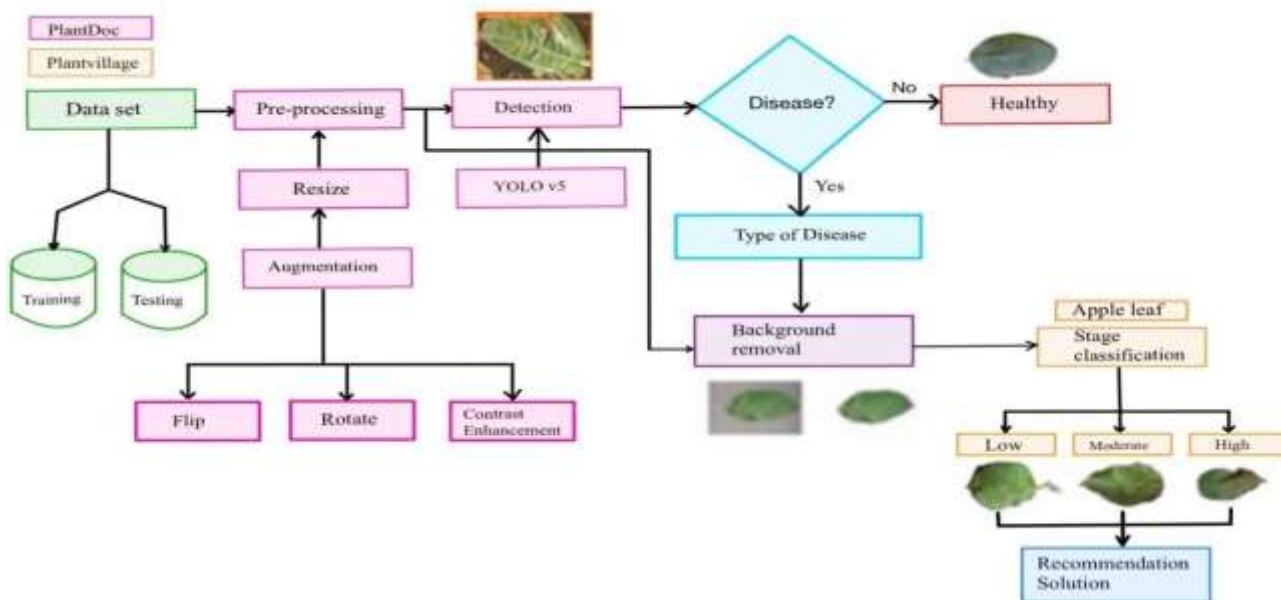 PlantDoc
Plantvillage
Data set
Pre-processing
Detection
Disease?
No
Healthy
Resize
YOLO v5
Yes
Type of Disease
Augmentation
Training
Testing
Background
removal
Apple leaf
Stage
classification
Flip
Rotate
Contrast
Enhancement
Low
Moderate
High
Recommendation
Solution